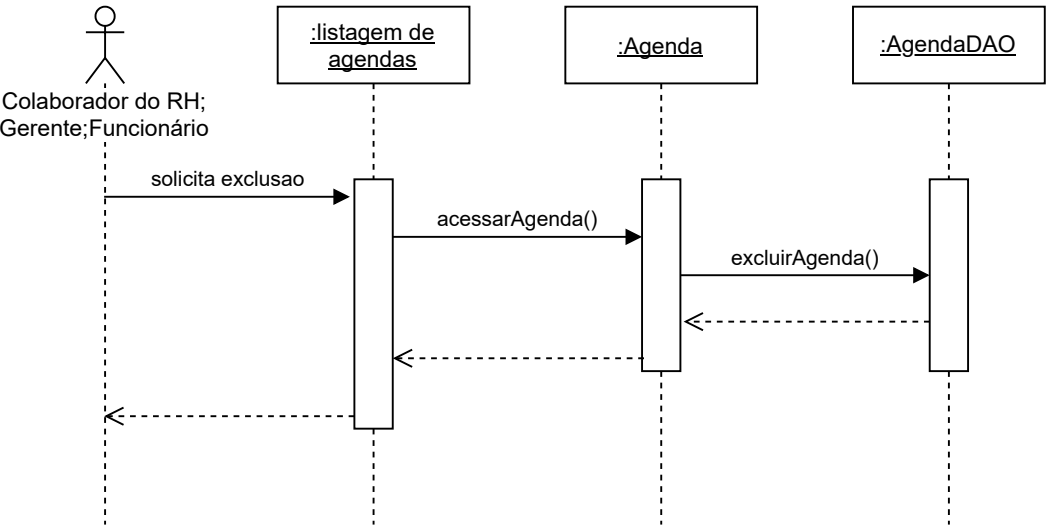 :listagem de
agendas
:Agenda
:AgendaDAO
Colaborador do RH;
Gerente;Funcionário
solicita exclusao
acessarAgenda()
excluirAgenda()